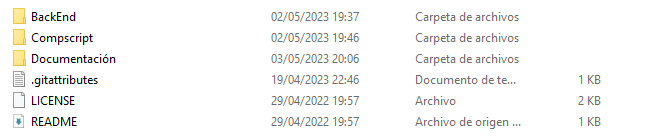 BackEnd 02/05/2023 19:37 Carpeta de archivos
Compscript 02/05/2023 19:46 Carpeta de archivos
Documentación 03/05/2023 20:06 Carpeta de archivos
.gitattributes 19/04/2023 22:46 Documento de te... 1 KB
LICENSE 29/04/2022 19:57 Archivo 2 KB
README 29/04/2022 19:57 Archivo de origen ... 1 KB